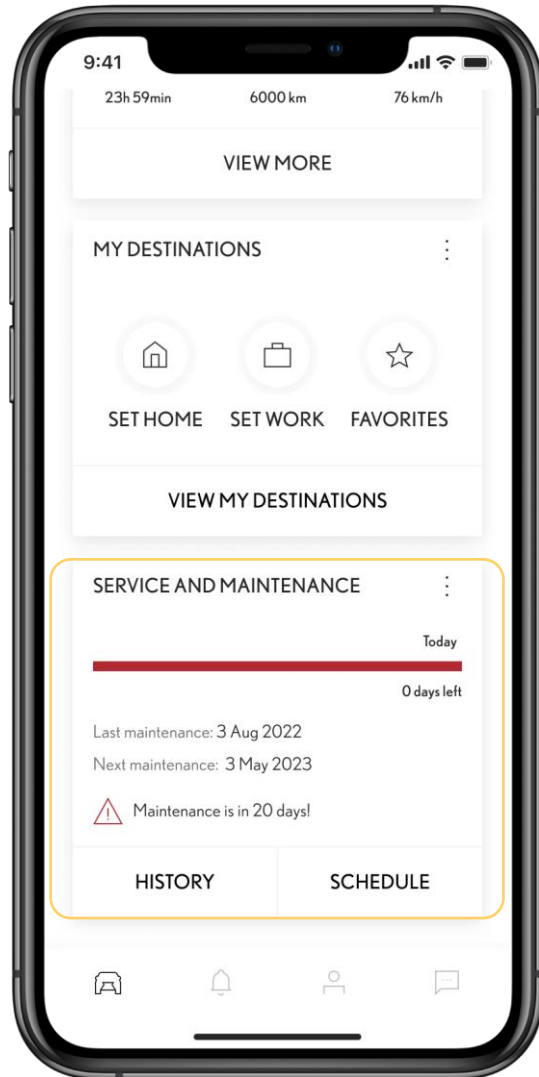 9:41
23h 59min 6000 km 76 km/h
VIEW MORE
MY DESTINATIONS
SET HOME SET WORK FAVORITES
VIEW MY DESTINATIONS
SERVICE AND MAINTENANCE
Today
0 days left
Last maintenance: 3 Aug 2022
Next maintenance: 3 May 2023
Maintenance is in 20 days!
HISTORY SCHEDULE